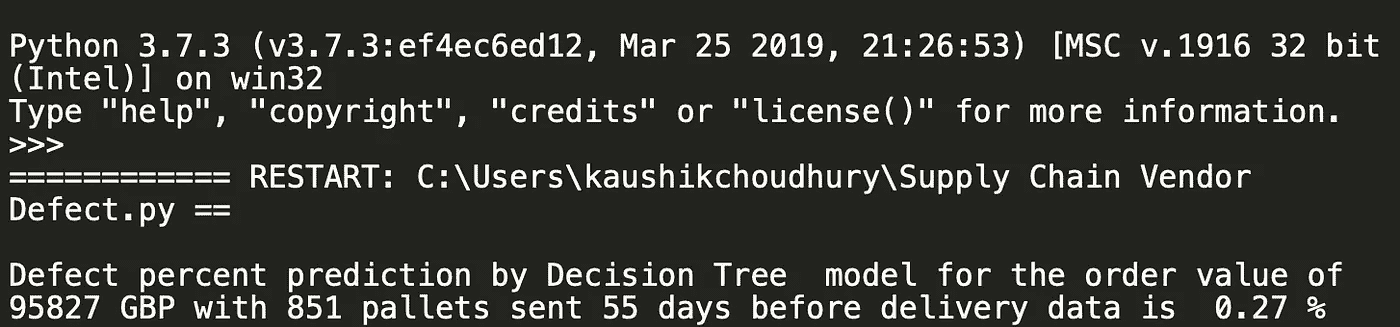 Python 3.7.3 (v3.7.3:ef4ec6ed12, Mar 25 2019, 21:26:53) [MSC v.1916 32 bit
(Intel)] on win32
Type "help", "copyright", "credits" or "license()" for more information.
>>>
============ RESTART: C:\Users\kaushikchoudhury\Supply Chain Vendor
Defect.py ==
Defect percent prediction by Decision Tree  model for the order value of
95827 GBP with 851 pallets sent 55 days before delivery data is  0.27 %